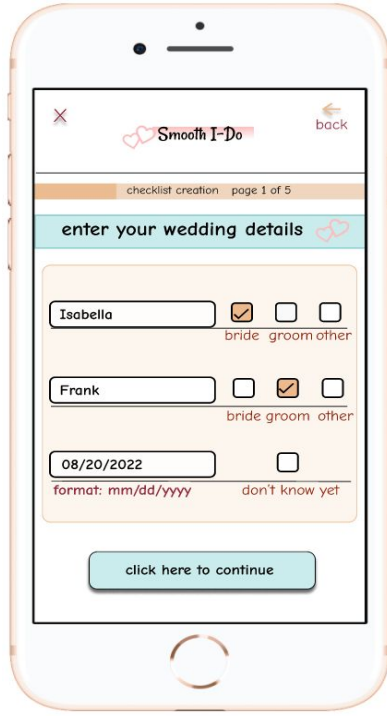 back
Smooth I-Do
checklist creation page 1 of 5
enter your wedding details
Isabella
bride groom other
Frank
bride groom other
08/20/2022
format: mm/dd/yyyy don't know yet
click here to continue